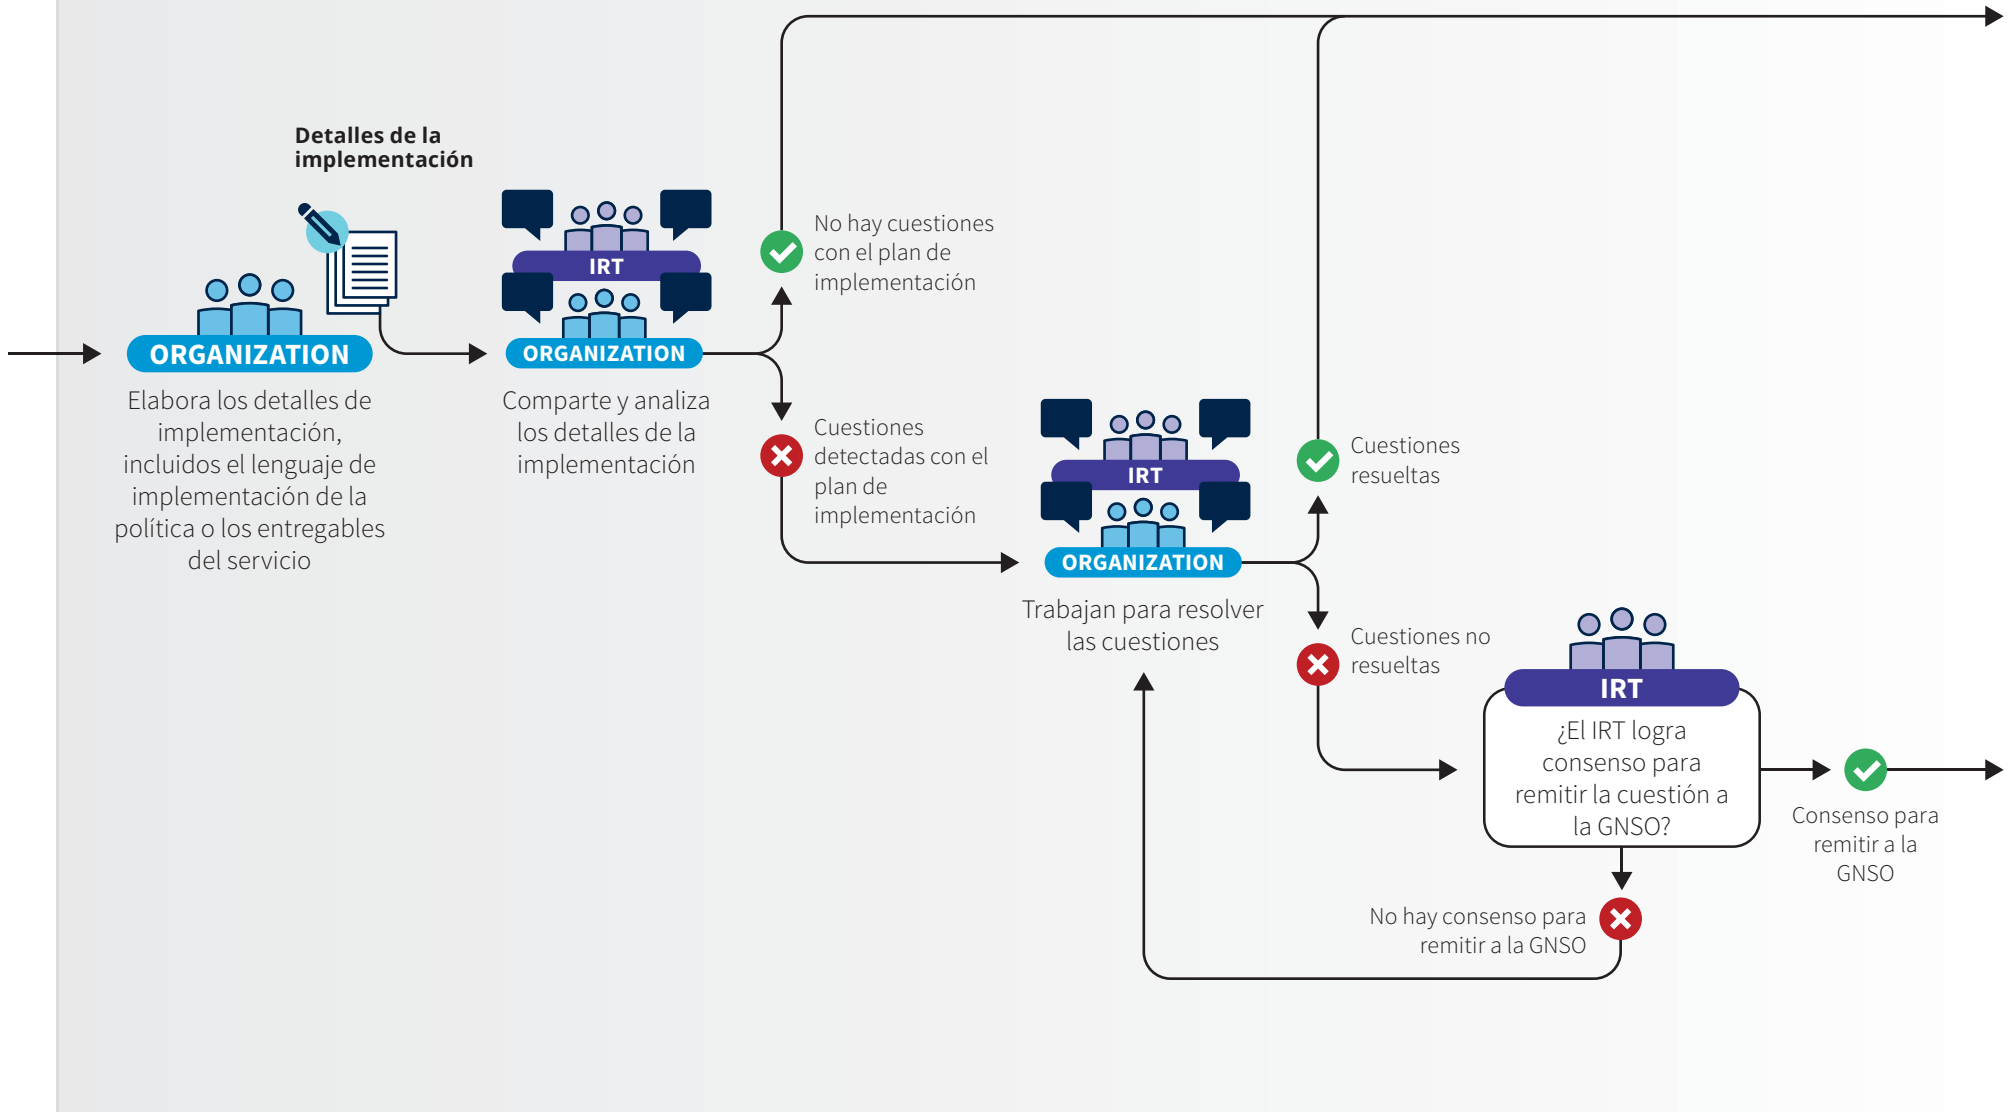 Detalles de la
implementación
ORGANIZATION
Elabora los detalles de
implementación,
incluidos el lenguaje de
implementación de la
política o los entregables
del servicio
IRT
ORGANIZATION
Comparte y analiza
los detalles de la
implementación
No hay cuestiones
con el plan de
implementación
Cuestiones
detectadas con el
plan de
implementación
IRT
ORGANIZATION
Trabajan para resolver
las cuestiones
Cuestiones
resueltas
Cuestiones no
resueltas
IRT
¿El IRT logra
consenso para
remitir la cuestión a
la GNSO?
Consenso para
remitir a la
GNSO
No hay consenso para
remitir a la GNSO